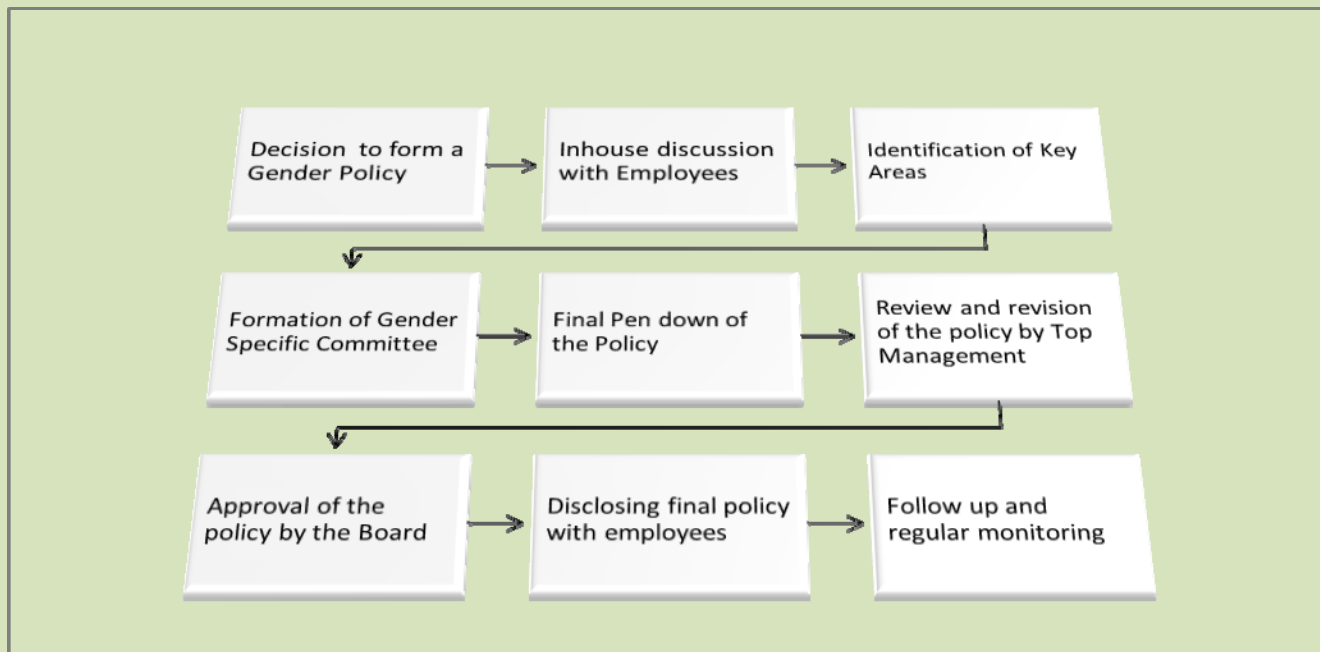 Decision to form a
Gender Policy
Inhouse discussion
with Employees
Identification of Key
Areas
Formation of Gender
Specific Committee
Final Pen down of
the Policy
Review and revision
of the policy by Top
Management
Approval of the
policy by the Board
Disclosing final policy
with employees
Follow up and
regular monitoring